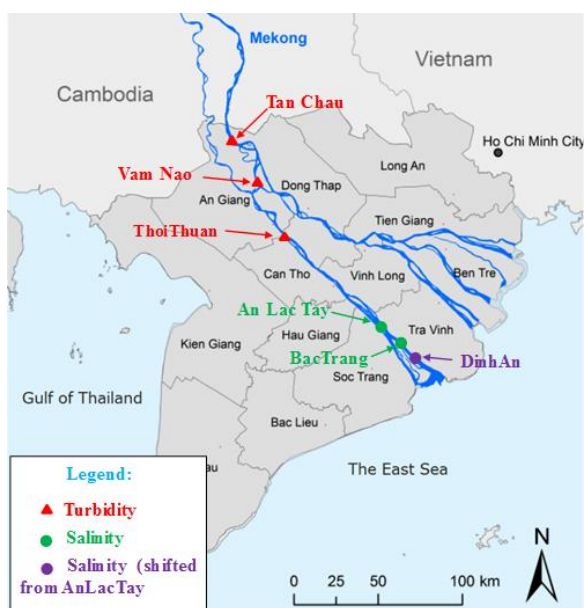 Mekong
Vietnam
Cambodia
Tan Chau
Ho Chi Minh City
Long An
Vam Nao
Dong Thap
An Giang
Tien Giang
ThoiThuan
Can Tho
Vinh Long
Ben Tre
An Lac Tay
Tra Vinh
Hau Giang
Kien Giang
BacTrang
DinhAn
Soc Trang
Gulf of Thailand
Bac Lieu
The East Sea
au
Legend:
Turbidity
Salinity
Salinity (shifted
from AnLacTay
N
0 25 50 100 km